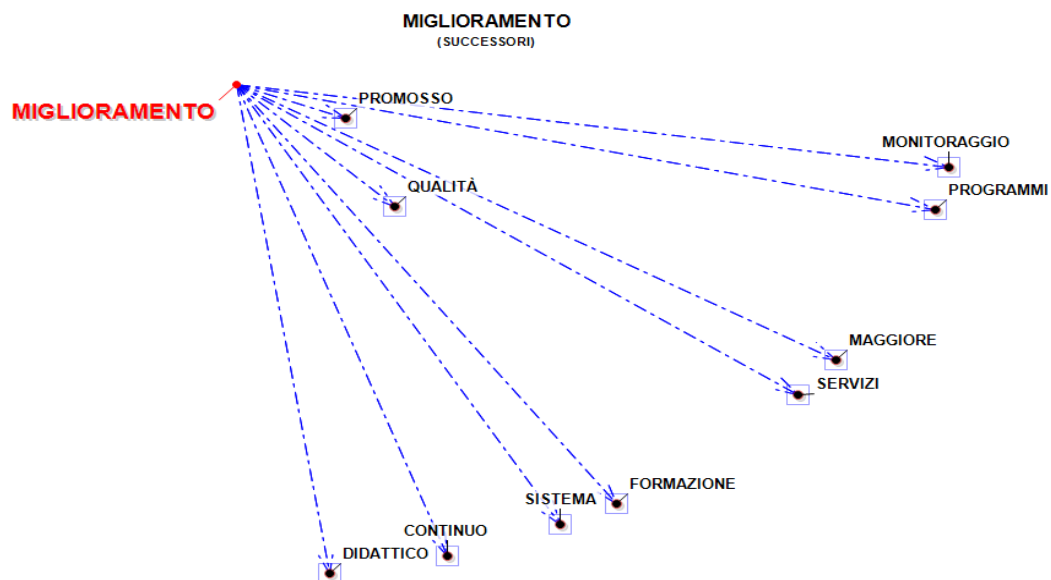 MIGLIORAMENTO
(SUCCESSORI)
PROMOSSO
MIGLIORAMENTO
MONITORAGGIO
QUALITÀ
PROGRAMMI
MAGGIORE
SERVIZI
FORMAZIONE
SISTEMA
CONTINUO
DIDATTICO